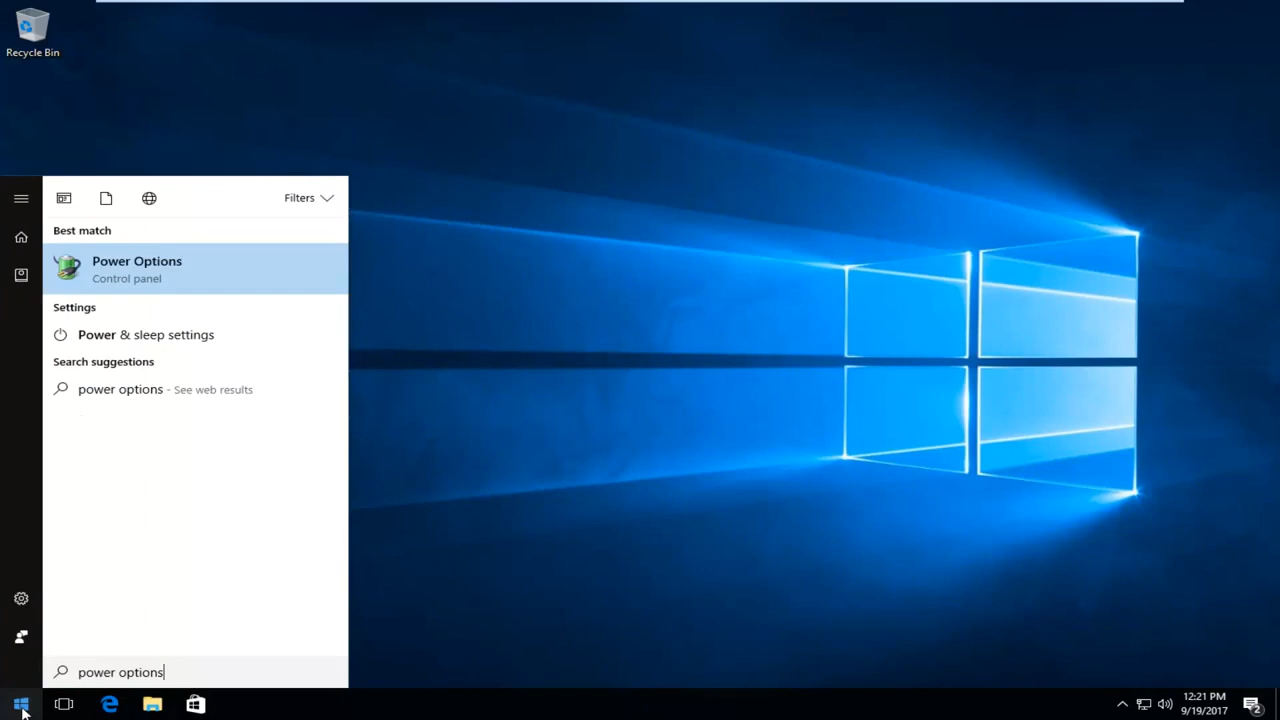 Recycle Bin
Filters
Best match
Power Options
Control panel
Settings
Power & sleep settings
Search suggestions
power options - See web results
power options
12:21 PM
9/19/2017
2